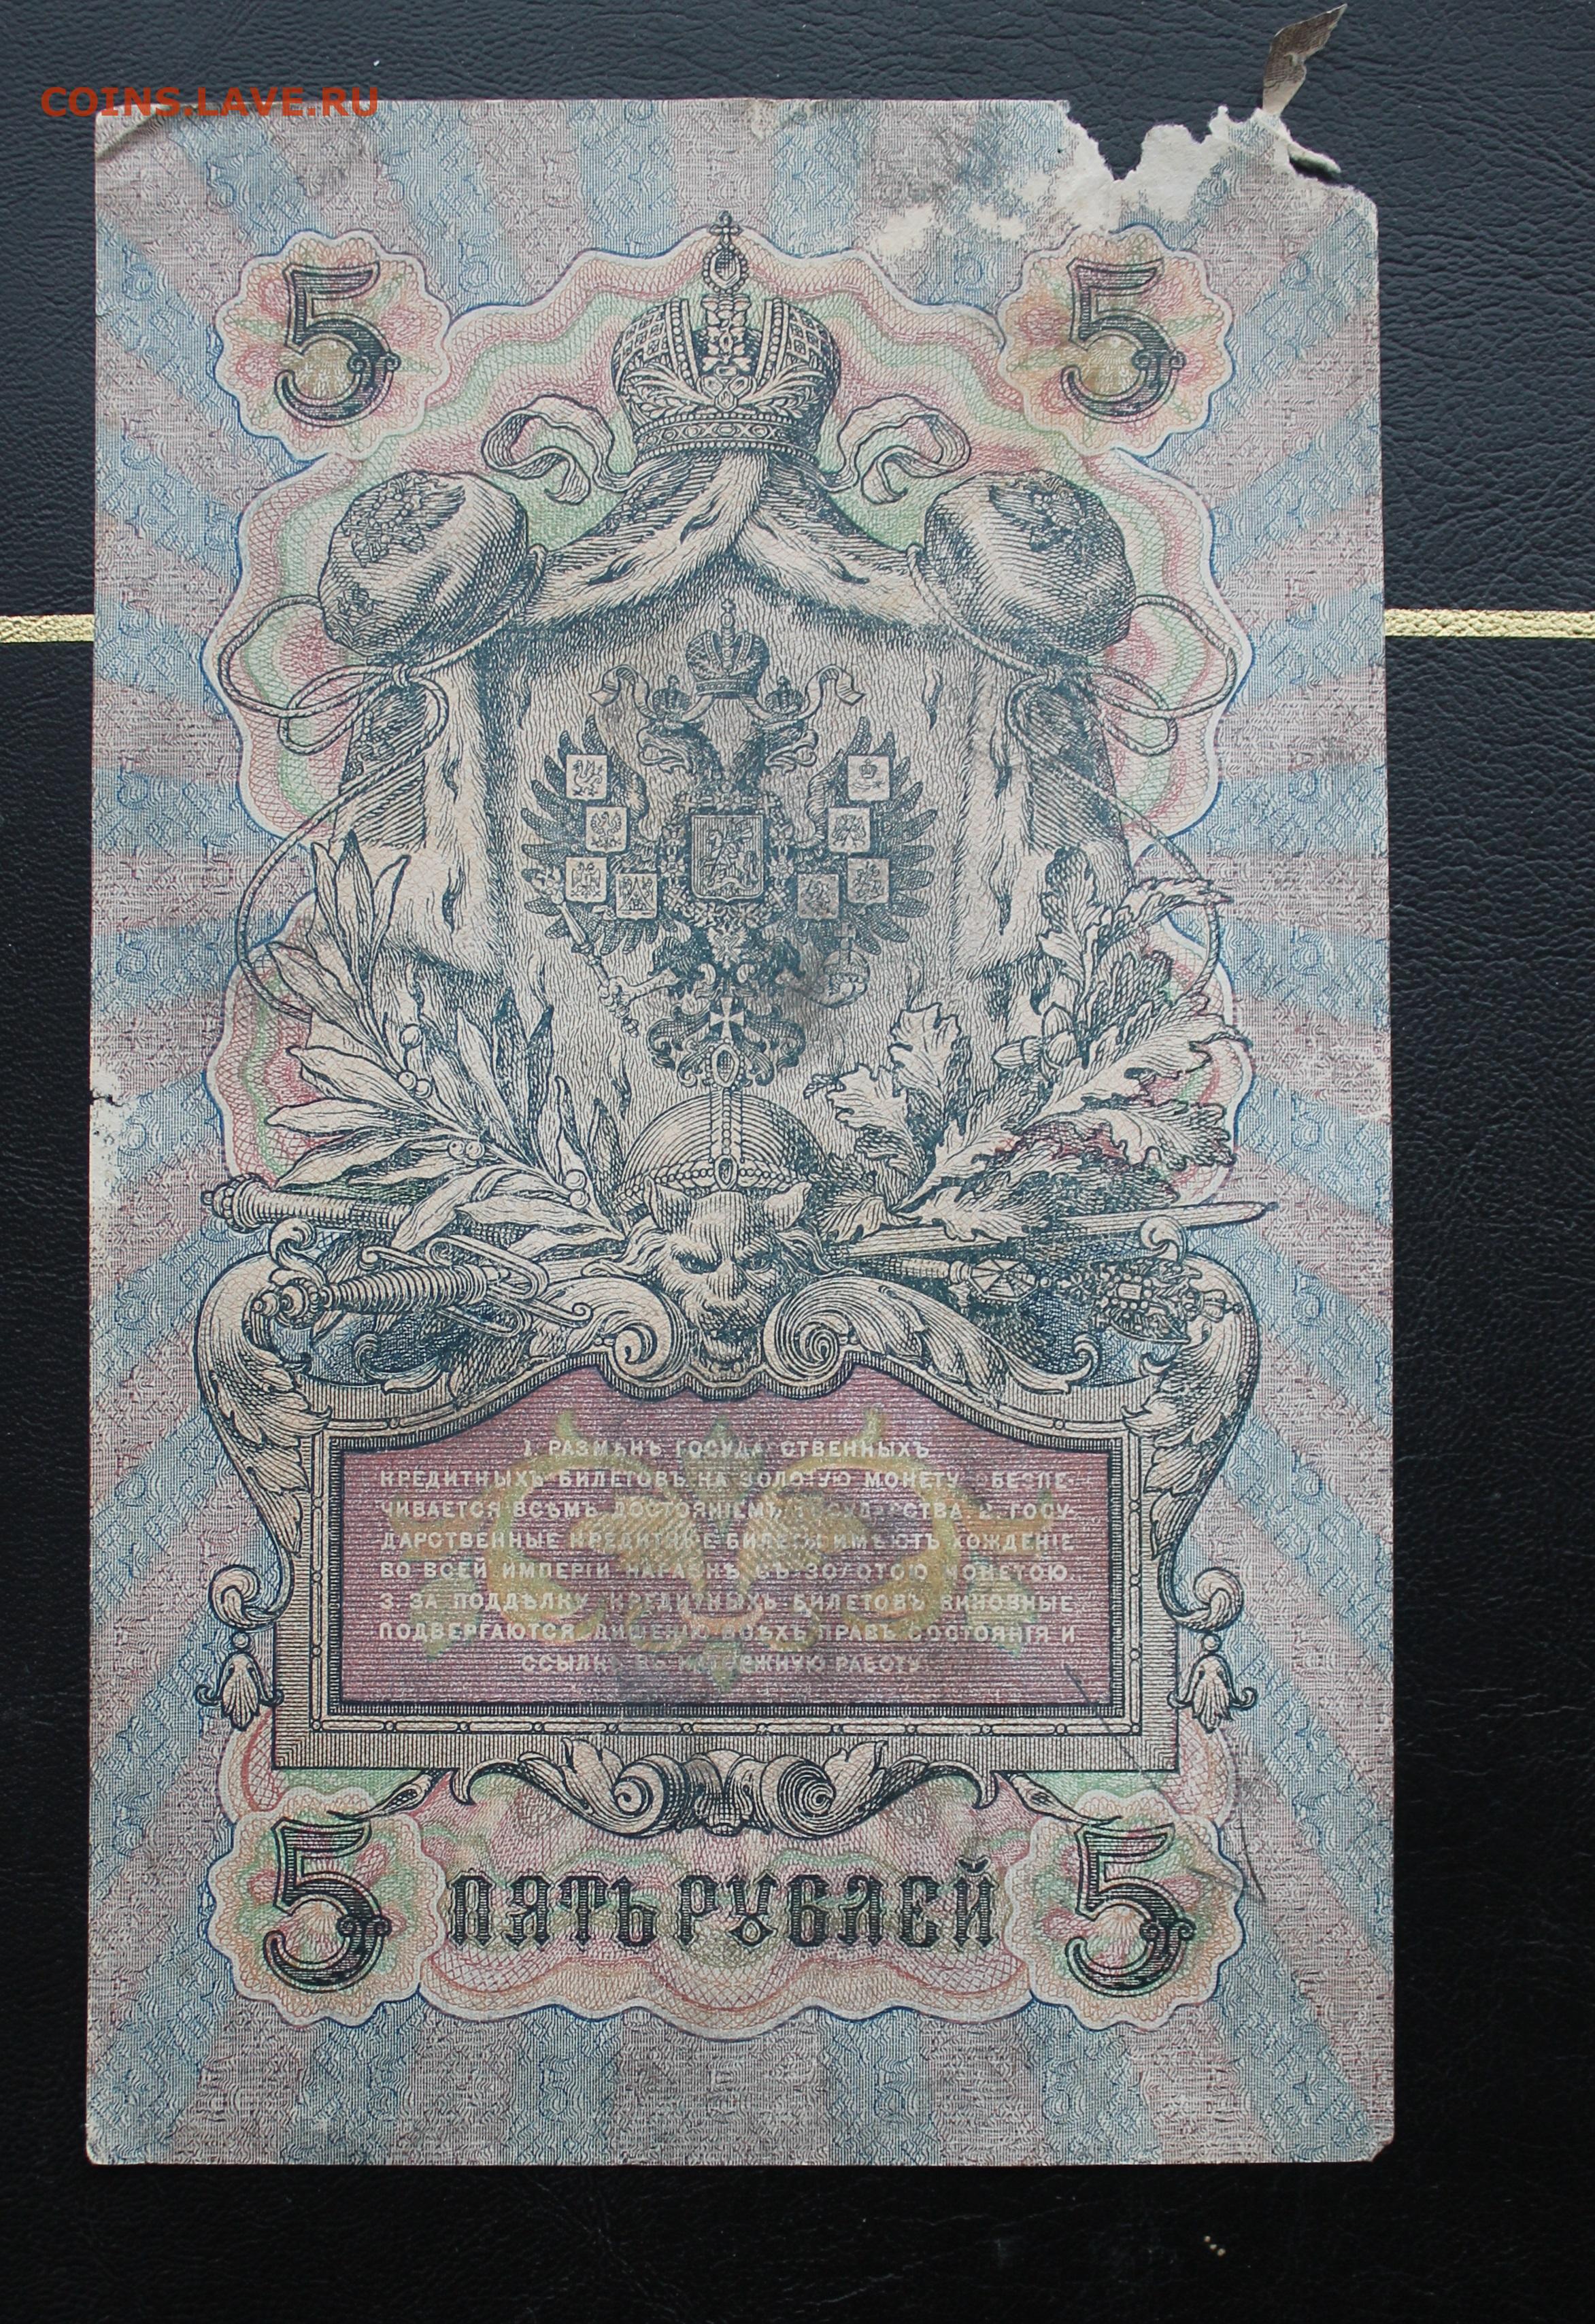 COINS.LAVE.RU
5 5
1. РАЗМѢНЪ ГОСУДАРСТВЕННЫХЪ
КРЕДИТНЫХЪ БИЛЕТОВЪ НА ЗОЛОТУЮ МОНЕТУ ОБЕЗПЕ-
ЧИВАЕТСЯ ВСѢМЪ ДОСТОЯНІЕМЪ ГОСУДАРСТВА 2. ГОСУ-
ДАРСТВЕННЫЕ КРЕДИТНЫЕ БИЛЕТЫ ИМѢЮТЪ ХОЖДЕНІЕ
ВО ВСЕЙ ИМПЕРІИ НАРАВНѢ СЪ ЗОЛОТОЮ МОНЕТОЮ.
3. ЗА ПОДДѢЛКУ КРЕДИТНЫХЪ БИЛЕТОВЪ ВИНОВНЫЕ
ПОДВЕРГАЮТСЯ ЛИШЕНІЮ ВСѢХЪ ПРАВЪ СОСТОЯНІЯ И
ССЫЛКѢ ВЪ КАТОРЖНУЮ РАБОТУ
5 ПЯТЬ РУБЛЕЙ 5